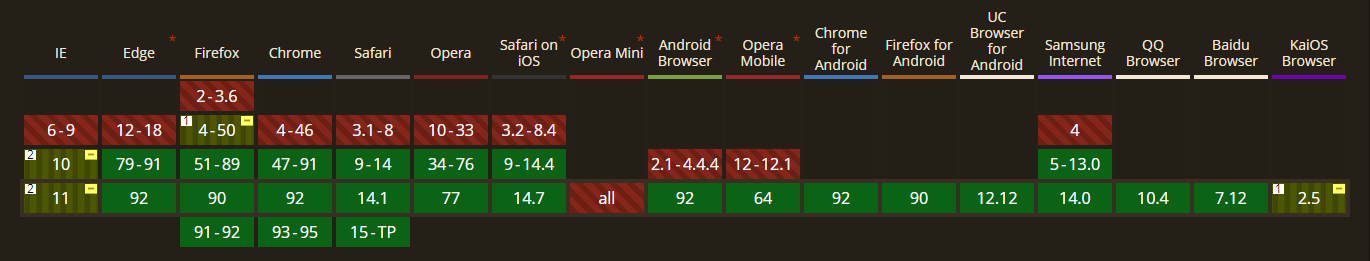 IE Edge * Firefox Chrome Safari Opera Safari on iOS * Opera Mini Android Browser * Opera Mobile * Chrome for Android Firefox for Android UC Browser for Android Samsung Internet QQ Browser Baidu Browser KaiOS Browser
2-3.6
6-9 12-18 1 4-50 4-46 3.1-8 10-33 3.2-8.4 4
2 10 79-91 51-89 47-91 9-14 34-76 9-14.4 2.1-4.4.4 12-12.1 5-13.0
2 11 92 90 92 14.1 77 14.7 all 92 64 92 90 12.12 14.0 10.4 7.12 1 2.5
91-92 93-95 15-TP